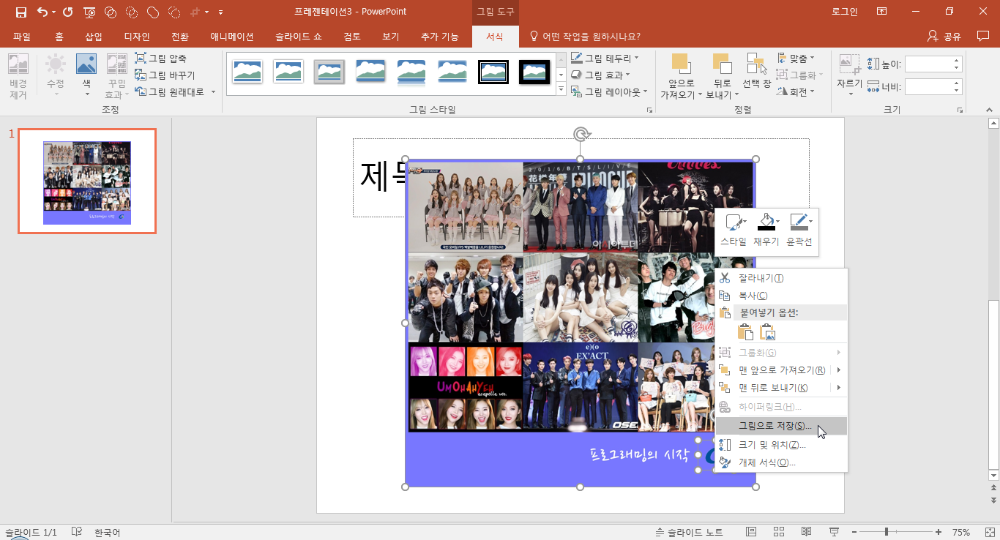 프레젠테이션3 - PowerPoint
그림 도구
로그인
파일 홈 삽입 디자인 전환 애니메이션 슬라이드 쇼 검토 보기 추가 기능 서식 어떤 작업을 원하시나요? 공유
배경 제거
수정
색
꾸밈 효과
그림 압축
그림 바꾸기
그림 원래대로
조정
그림 스타일
그림 테두리
그림 효과
그림 레이아웃
앞으로 가져오기
뒤로 보내기
선택 창
맞춤
그룹화
회전
정렬
자르기
높이:
너비:
크기
1
제목
2016 BTS LIVE
花樣年
EPILOGUE
아시아투데
스타일 채우기 윤곽선
잘라내기(T)
복사(C)
붙여넣기 옵션:
그룹화(G)
맨 앞으로 가져오기(R)
맨 뒤로 보내기(K)
하이퍼링크(H)...
그림으로 저장(S)...
크기 및 위치(Z)...
개체 서식(O)...
UMOHAHYEH
acapella ver.
e)(o
EX'ACT
OSE
프로그래밍의 시작
슬라이드 1/1 한국어
슬라이드 노트
75%